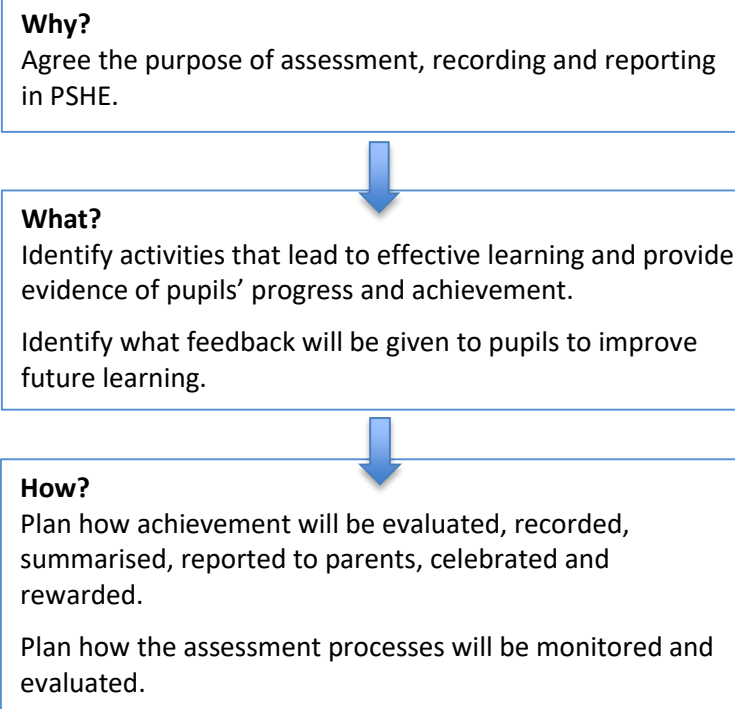 Why?
Agree the purpose of assessment, recording and reporting
in PSHE.
What?
Identify activities that lead to effective learning and provide
evidence of pupils’ progress and achievement.
Identify what feedback will be given to pupils to improve
future learning.
How?
Plan how achievement will be evaluated, recorded,
summarised, reported to parents, celebrated and
rewarded.
Plan how the assessment processes will be monitored and
evaluated.